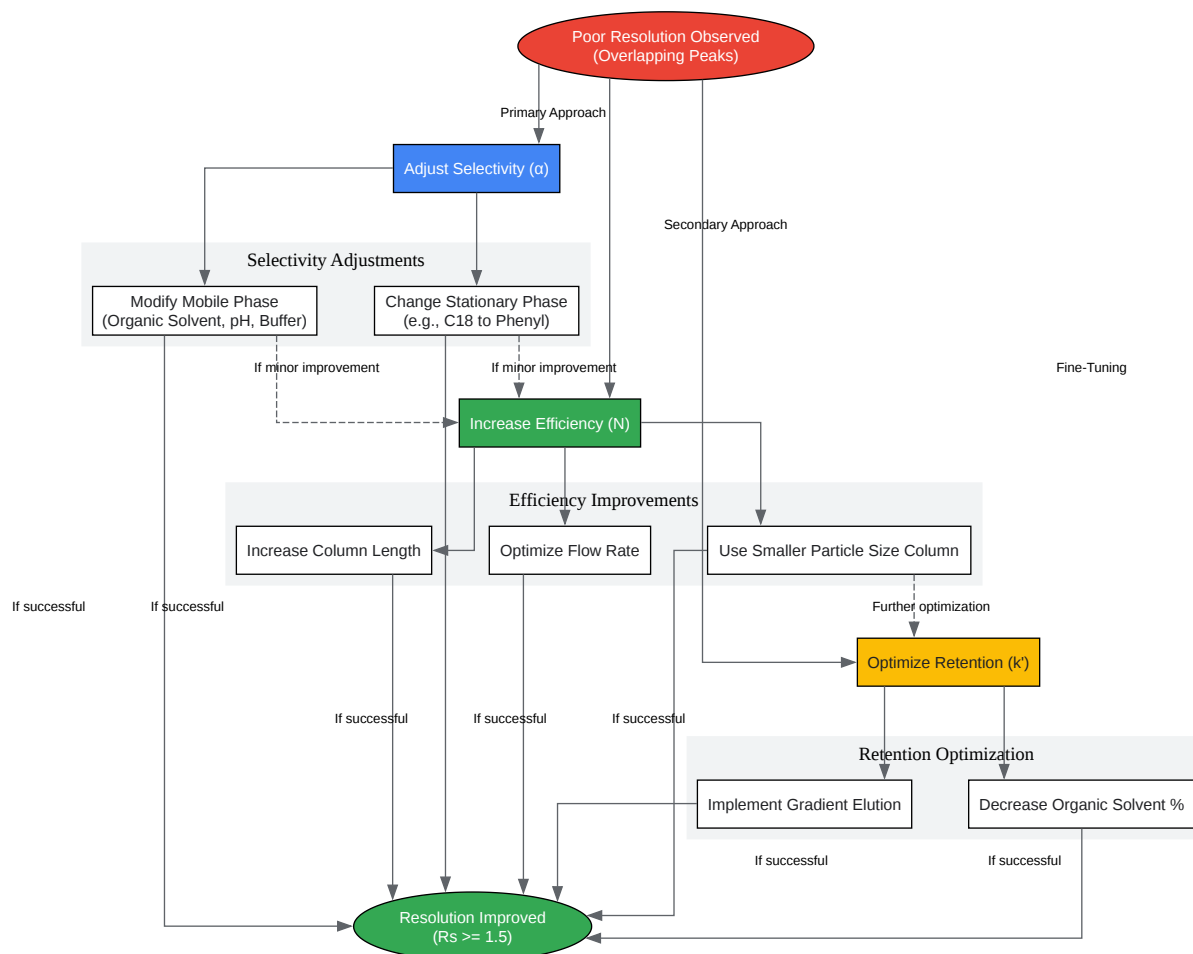 Poor Resolution Observed
(Overlapping Peaks)
Primary Approach
Adjust Selectivity (α)
Secondary Approach
Selectivity Adjustments
Modify Mobile Phase
(Organic Solvent, pH, Buffer)
Change Stationary Phase
(e.g., C18 to Phenyl)
If minor improvement
If minor improvement
Fine-Tuning
Increase Efficiency (N)
Efficiency Improvements
Increase Column Length
Optimize Flow Rate
Use Smaller Particle Size Column
If successful
If successful
Further optimization
Optimize Retention (k')
If successful
If successful
If successful
Retention Optimization
Implement Gradient Elution
Decrease Organic Solvent %
If successful
If successful
Resolution Improved
(Rs >= 1.5)